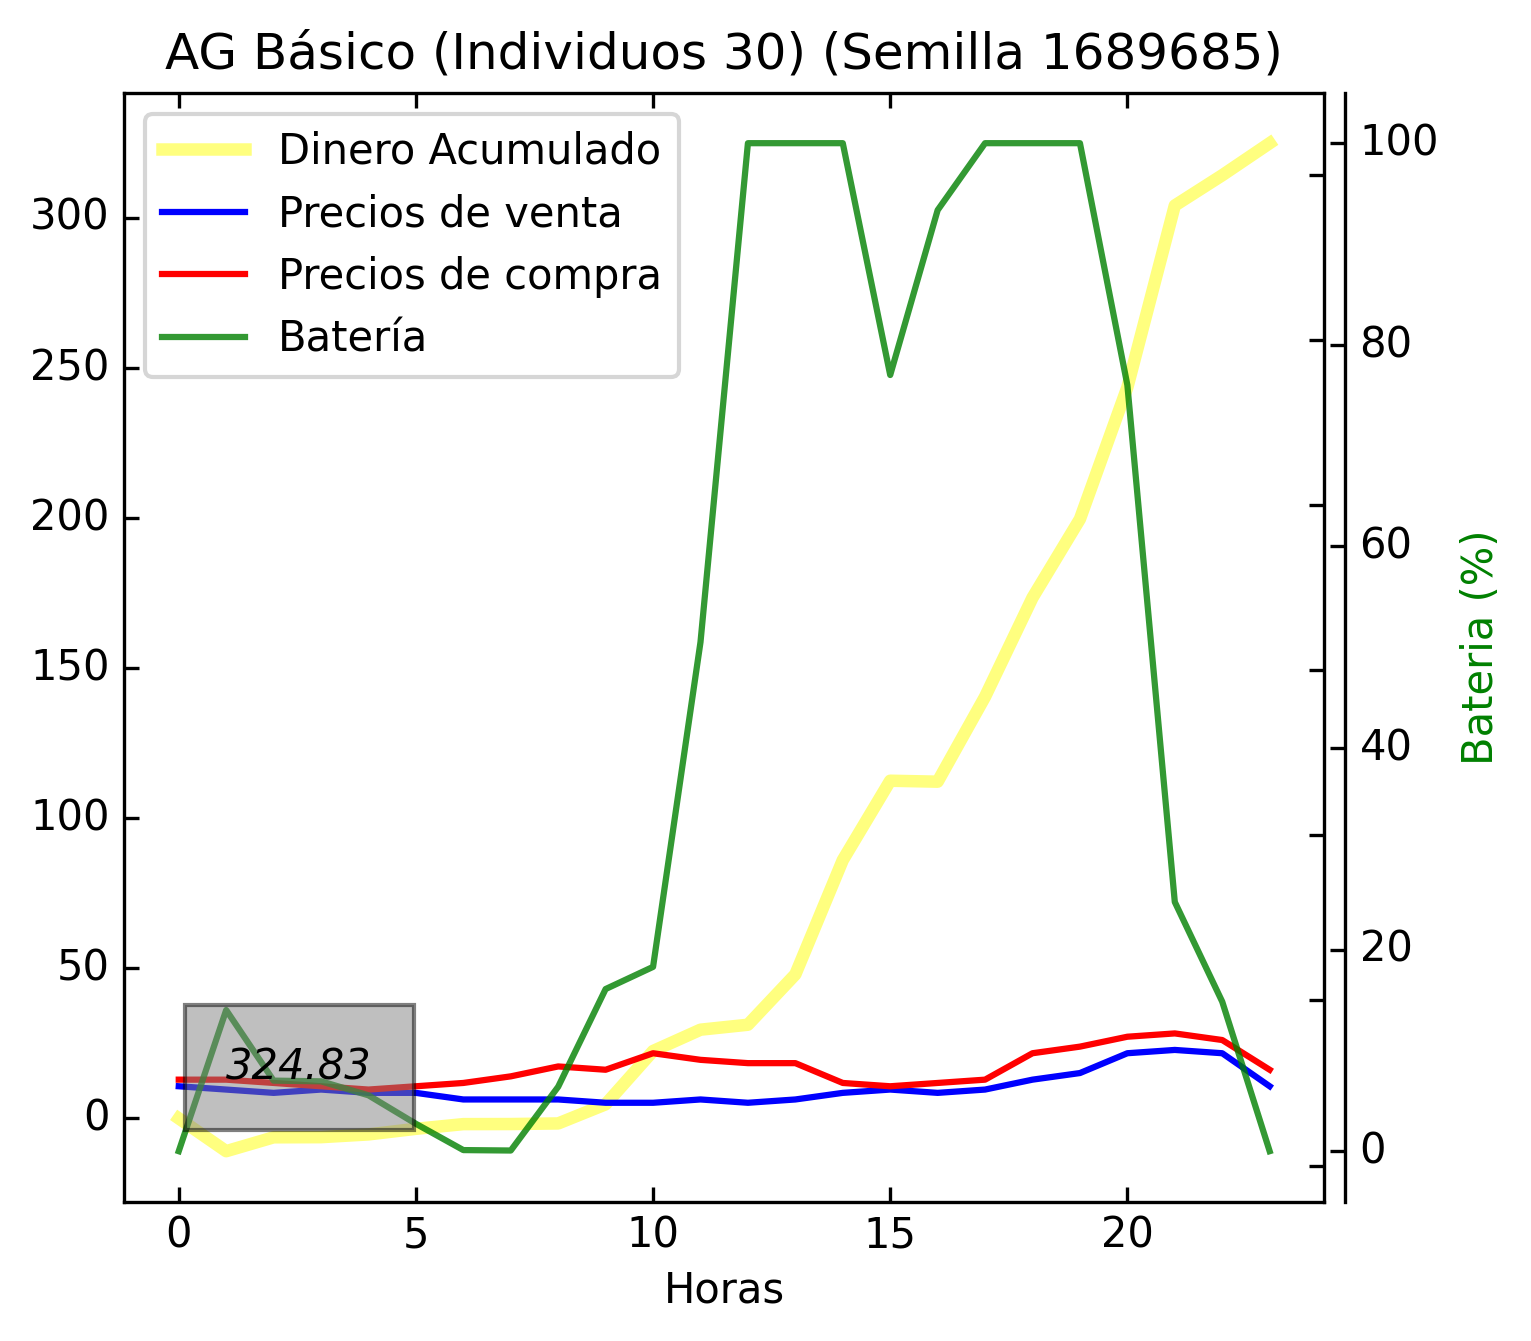 AG Básico (Individuos 30) (Semilla 1689685)
Dinero Acumulado
Precios de venta
Precios de compra
Batería
300
250
200
150
100
50
0
324.83
100
80
60
40
20
0
Bateria (%)
0 5 10 15 20
Horas